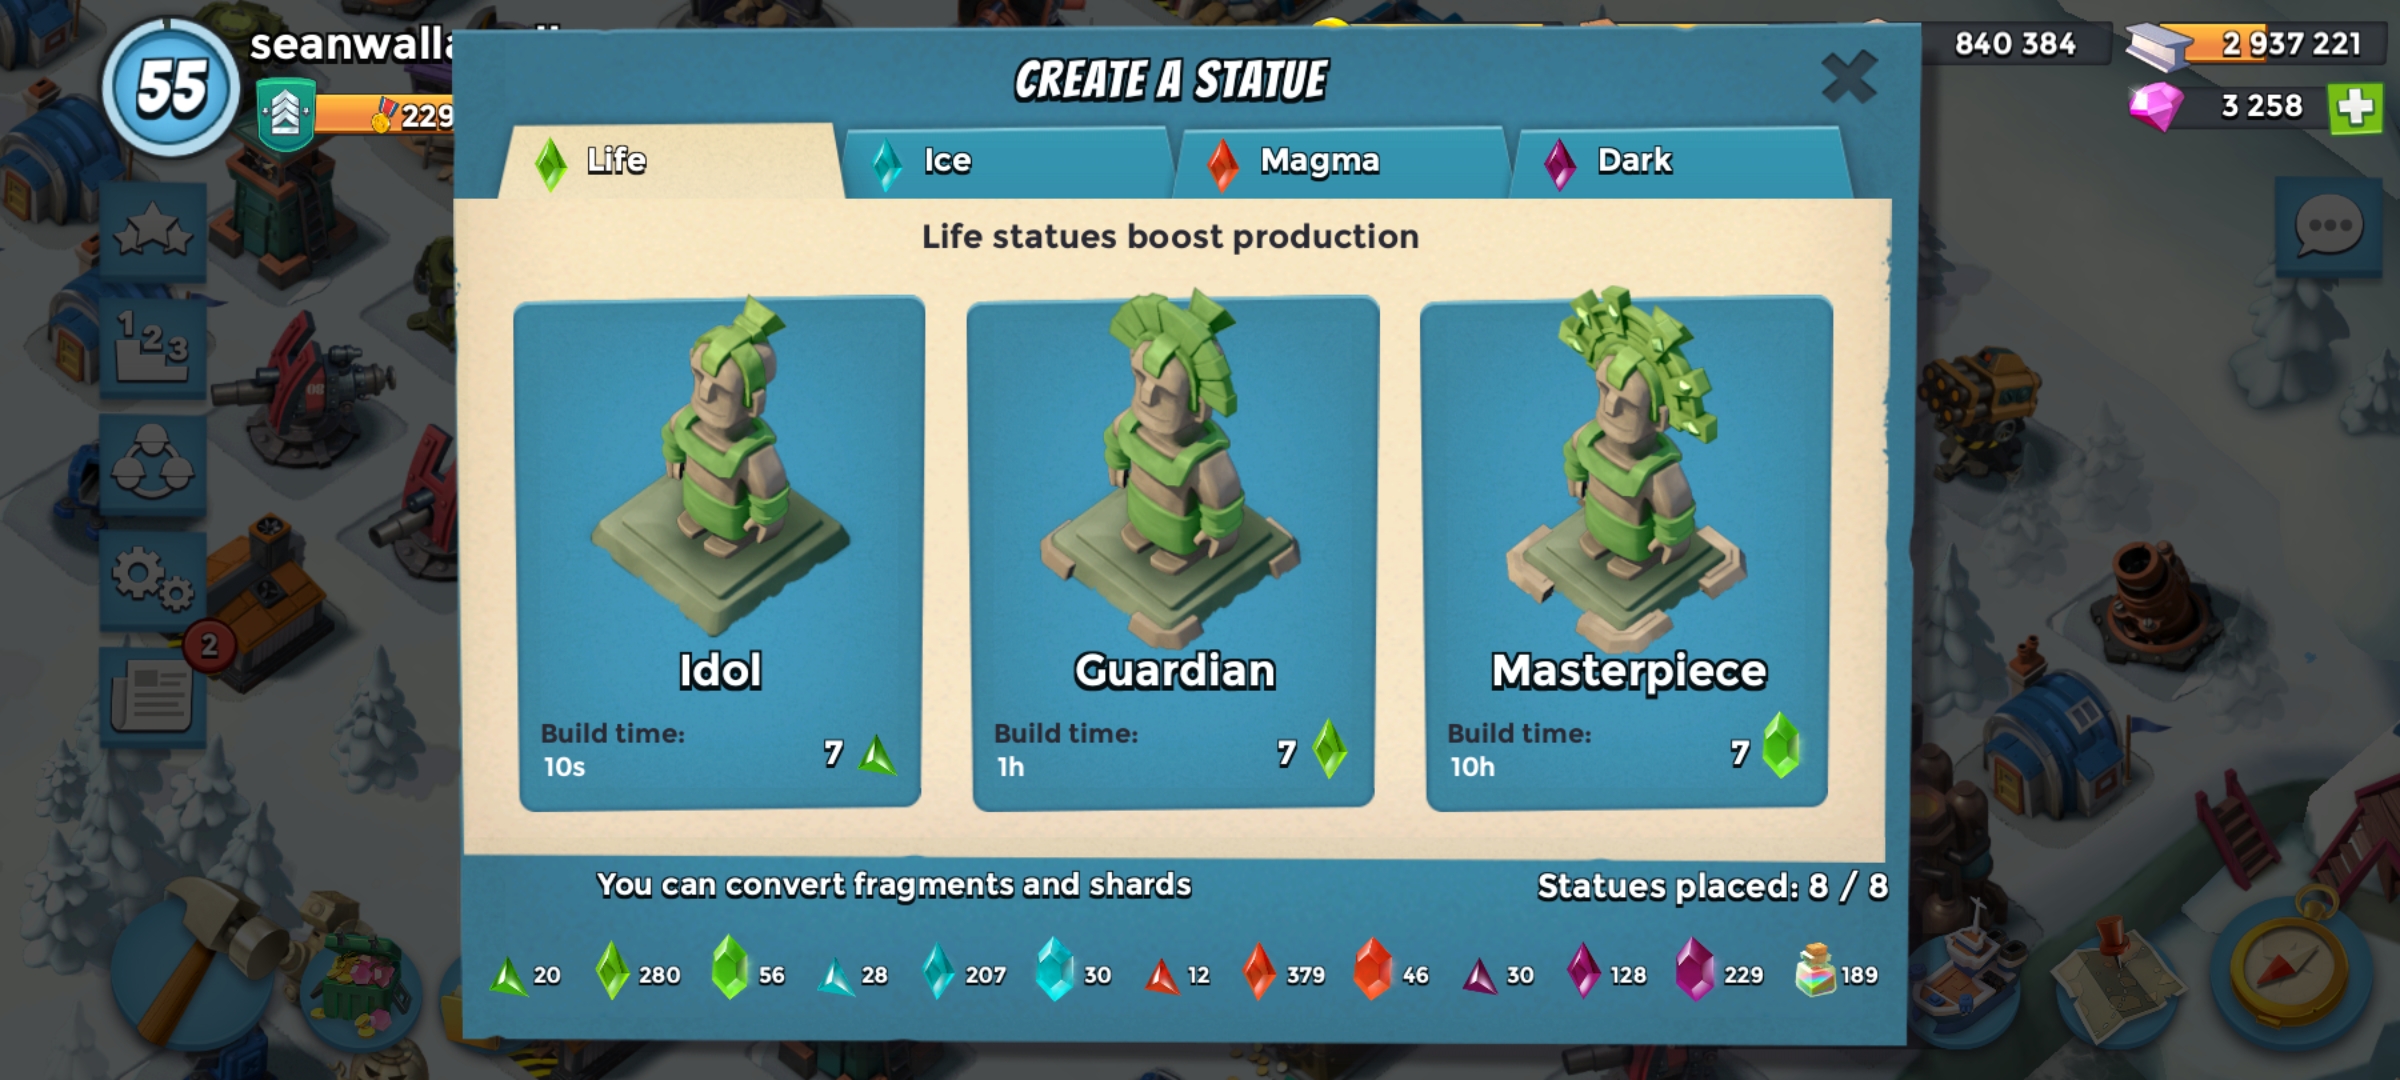 55
229
840 384
2 937 221
3 258
CREATE A STATUE
Life
Ice
Magma
Dark
Life statues boost production
1 2 3
2
Idol
Build time:
10s
7
Guardian
Build time:
1h
7
Masterpiece
Build time:
10h
7
You can convert fragments and shards
Statues placed: 8 / 8
20
280
56
28
207
30
12
379
46
30
128
229
189